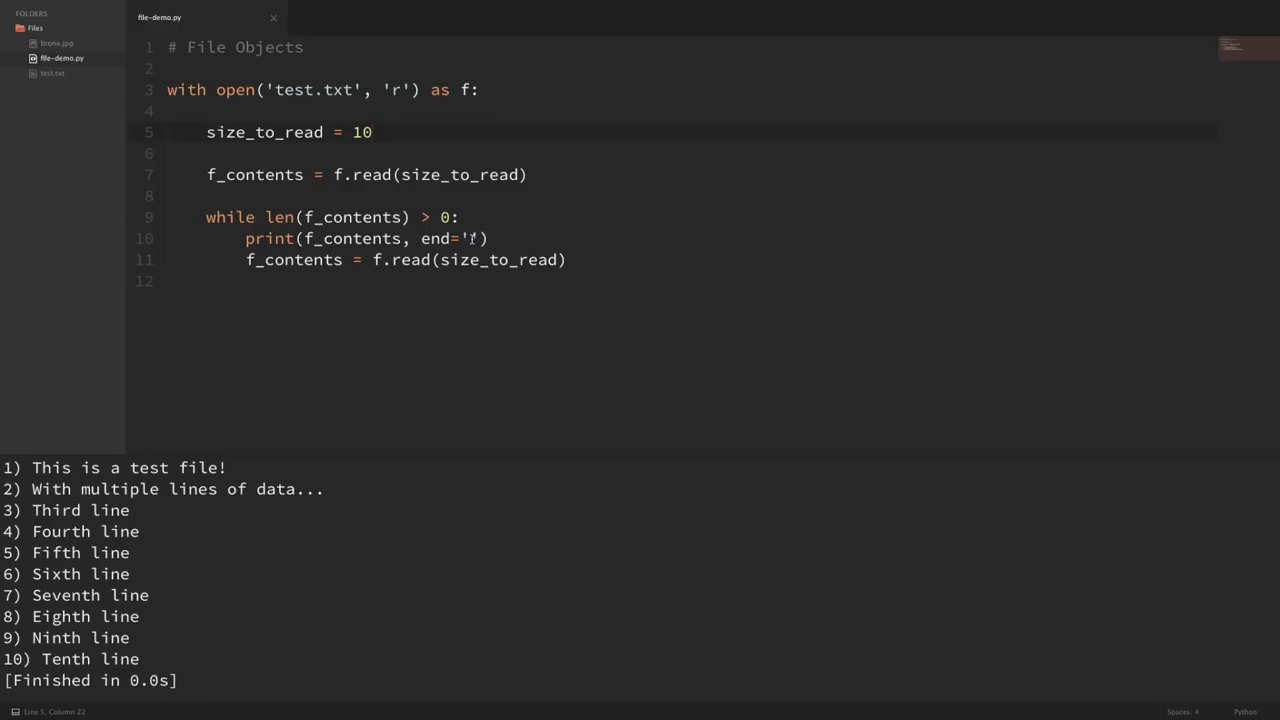 FOLDERS
Files
bronx.jpg
file-demo.py
test.txt
file-demo.py
1 # File Objects
2
3 with open('test.txt', 'r') as f:
4
5     size_to_read = 10
6
7     f_contents = f.read(size_to_read)
8
9     while len(f_contents) > 0:
10         print(f_contents, end='')
11         f_contents = f.read(size_to_read)
12
1) This is a test file!
2) With multiple lines of data...
3) Third line
4) Fourth line
5) Fifth line
6) Sixth line
7) Seventh line
8) Eighth line
9) Ninth line
10) Tenth line
[Finished in 0.0s]
Line 5, Column 22
Spaces: 4
Python